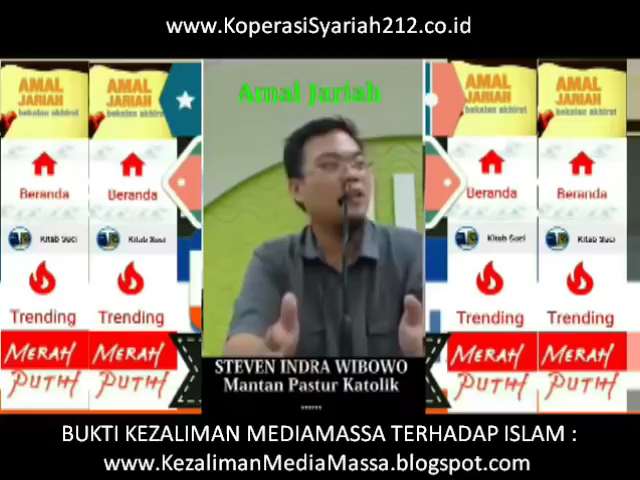 www.KoperasiSyariah212.co.id
AMAL
JARIAH
bekalan akhirat
AMAL
JARIAH
bekalan akhirat
Amal Jariah
AMAL
JARIAH
bekalan akhirat
AMAL
JARIAH
bekalan akhirat
Beranda
Beranda
Beranda
Beranda
Kitab Suci
Kitab Suci
Kitab Suci
Kitab Suci
Trending
Trending
Trending
Trending
MERAH
PUTIH
MERAH
PUTIH
MERAH
PUTIH
MERAH
PUTIH
STEVEN INDRA WIBOWO
Mantan Pastur Katolik
......
BUKTI KEZALIMAN MEDIAMASSA TERHADAP ISLAM :
www.KezalimanMediaMassa.blogspot.com